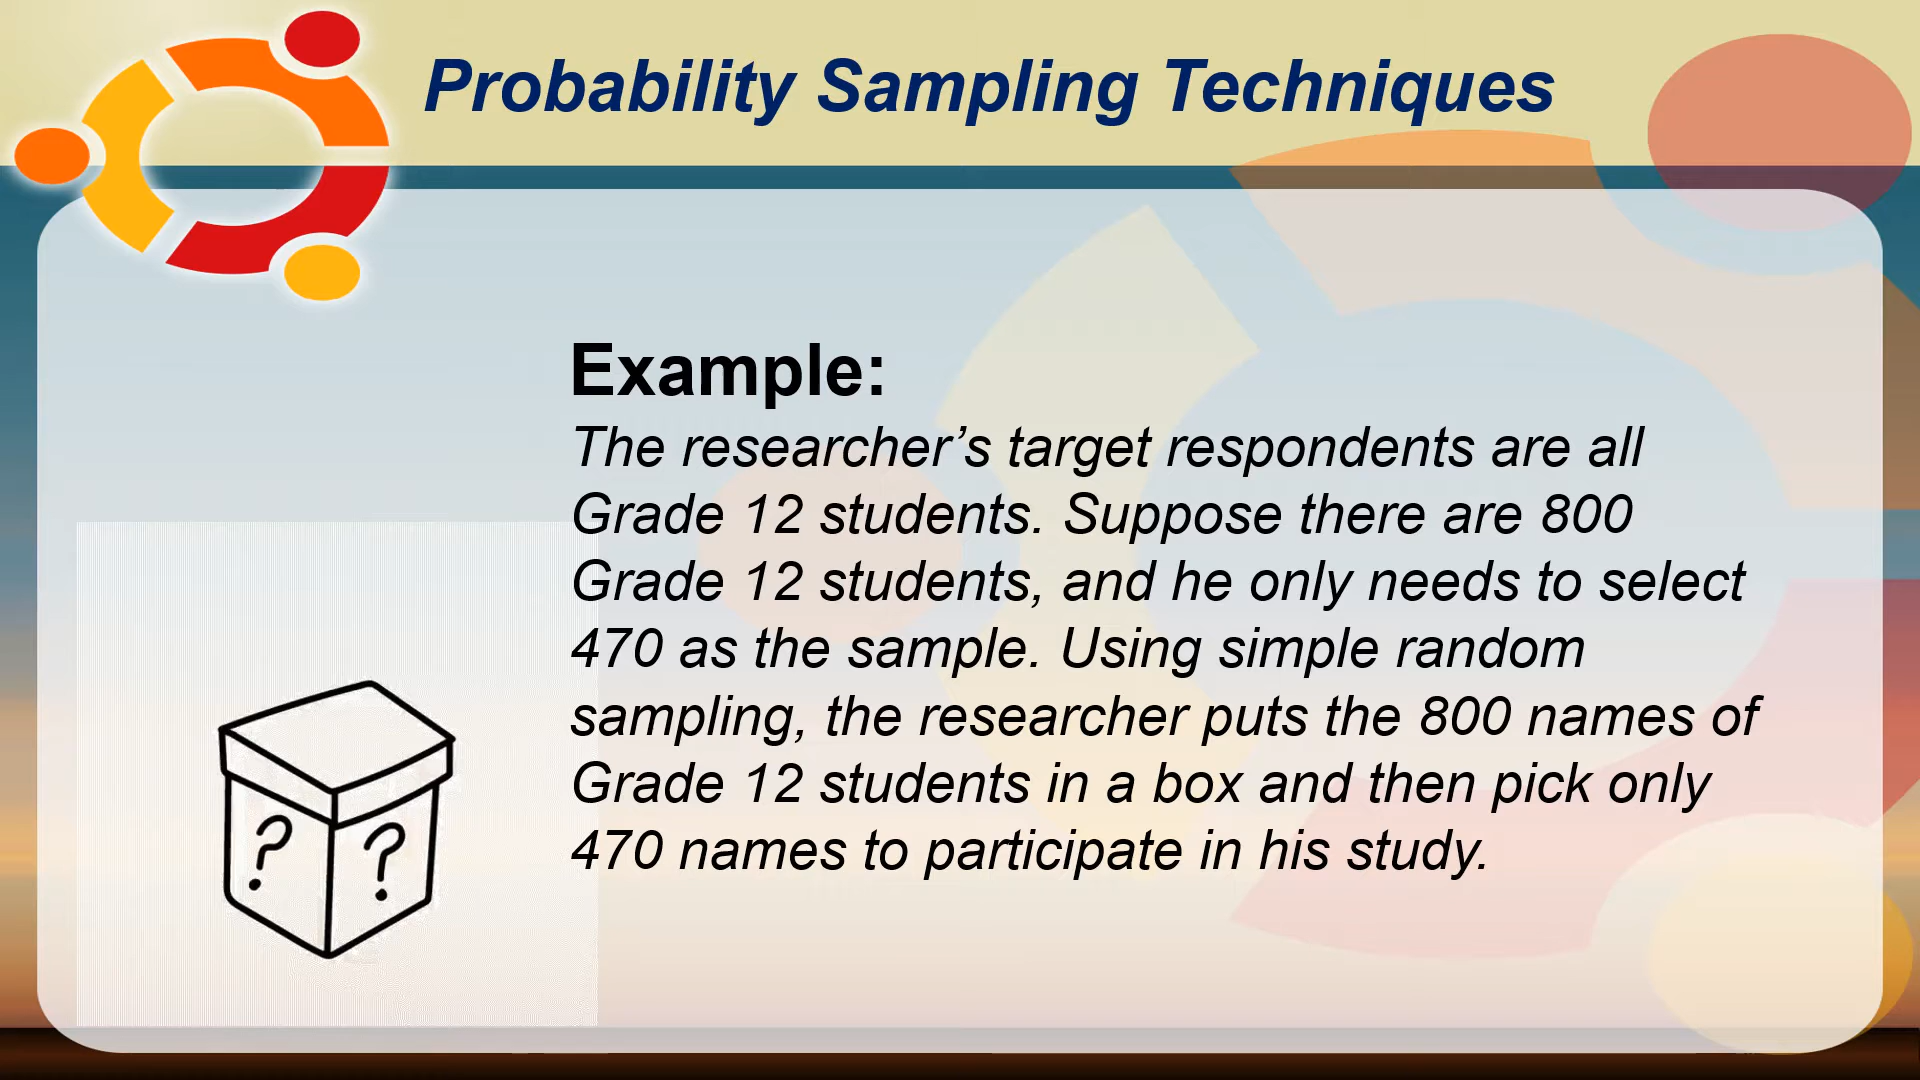 Probability Sampling Techniques
Example:
The researcher’s target respondents are all
Grade 12 students. Suppose there are 800
Grade 12 students, and he only needs to select
470 as the sample. Using simple random
sampling, the researcher puts the 800 names of
Grade 12 students in a box and then pick only
470 names to participate in his study.
? ?